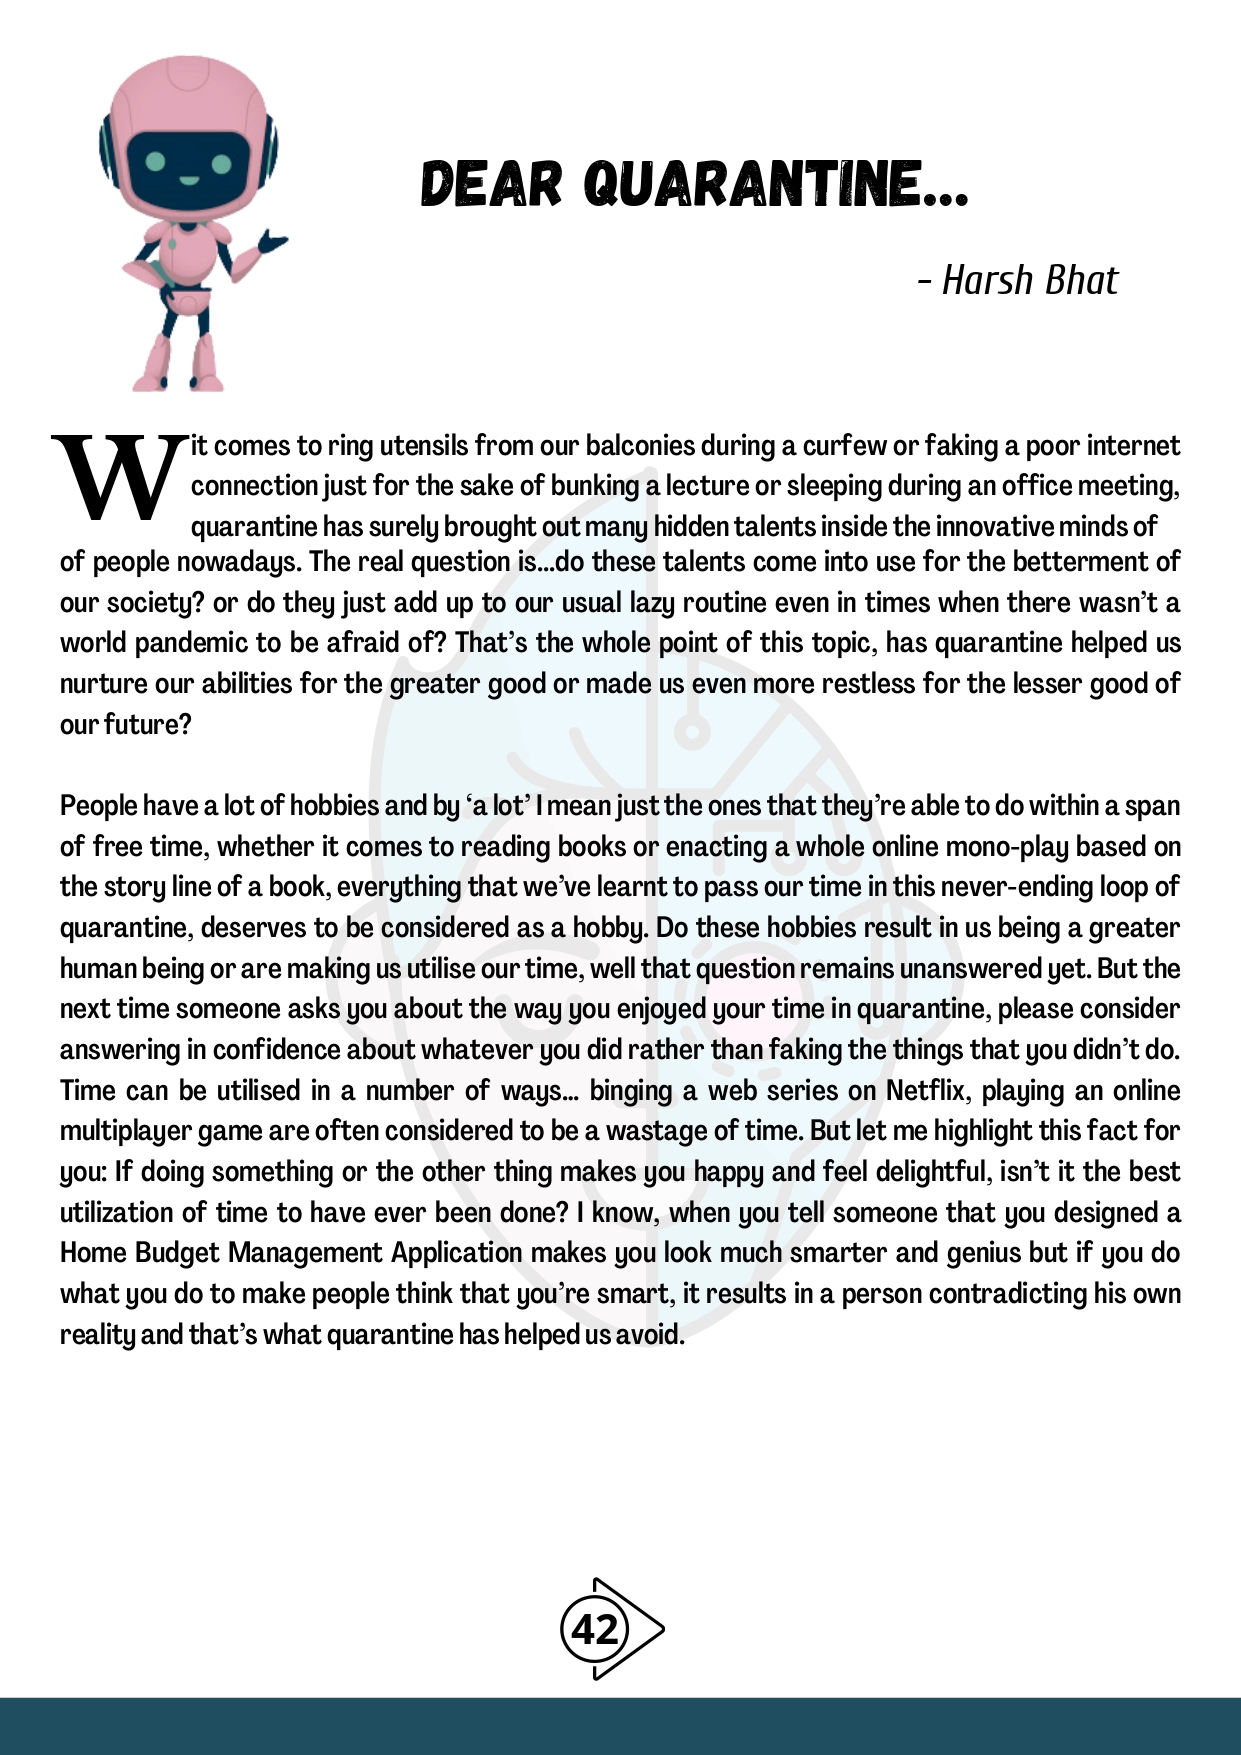 DEAR QUARANTINE...
- Harsh Bhat
W it comes to ring utensils from our balconies during a curfew or faking a poor internet
connection just for the sake of bunking a lecture or sleeping during an office meeting,
quarantine has surely brought out many hidden talents inside the innovative minds of
of people nowadays. The real question is...do these talents come into use for the betterment of
our society? or do they just add up to our usual lazy routine even in times when there wasn’t a
world pandemic to be afraid of? That’s the whole point of this topic, has quarantine helped us
nurture our abilities for the greater good or made us even more restless for the lesser good of
our future?
People have a lot of hobbies and by ‘a lot’ I mean just the ones that they’re able to do within a span
of free time, whether it comes to reading books or enacting a whole online mono-play based on
the story line of a book, everything that we’ve learnt to pass our time in this never-ending loop of
quarantine, deserves to be considered as a hobby. Do these hobbies result in us being a greater
human being or are making us utilise our time, well that question remains unanswered yet. But the
next time someone asks you about the way you enjoyed your time in quarantine, please consider
answering in confidence about whatever you did rather than faking the things that you didn’t do.
Time can be utilised in a number of ways... binging a web series on Netflix, playing an online
multiplayer game are often considered to be a wastage of time. But let me highlight this fact for
you: If doing something or the other thing makes you happy and feel delightful, isn’t it the best
utilization of time to have ever been done? I know, when you tell someone that you designed a
Home Budget Management Application makes you look much smarter and genius but if you do
what you do to make people think that you’re smart, it results in a person contradicting his own
reality and that’s what quarantine has helped us avoid.
42